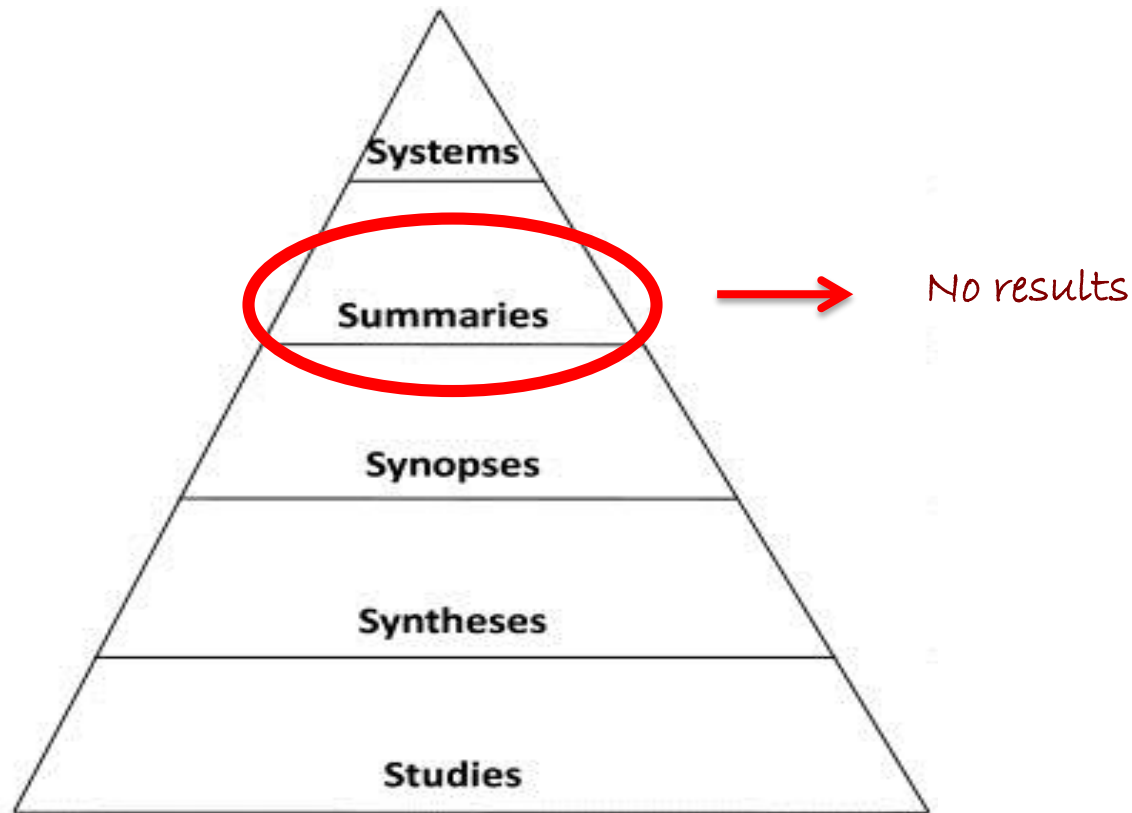 Systems
Summaries
No results
Synopses
Syntheses
Studies